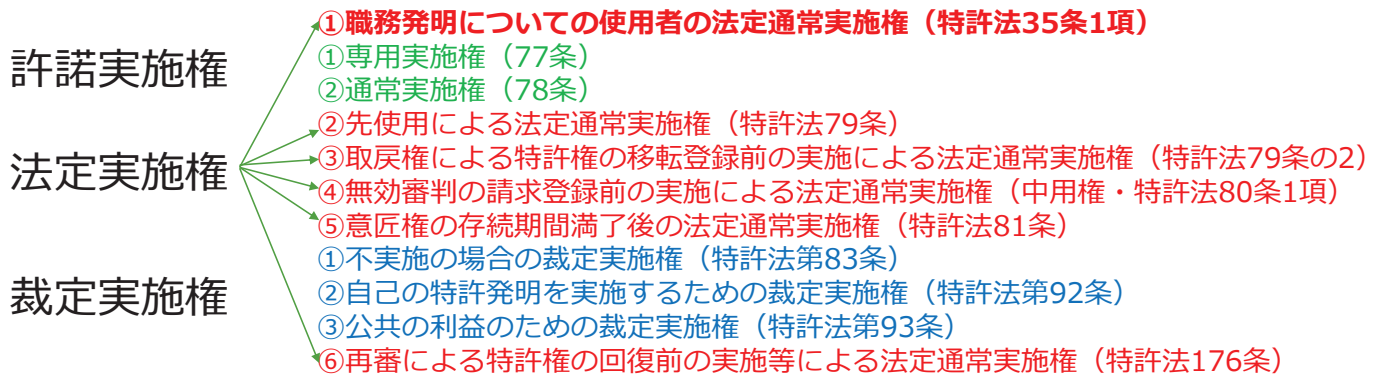 許諾実施権
法定実施権
裁定実施権
①職務発明についての使用者の法定通常実施権（特許法35条1項）
①専用実施権（77条）
②通常実施権（78条）
②先使用による法定通常実施権（特許法79条）
③取戻権による特許権の移転登録前の実施による法定通常実施権（特許法79条の2）
④無効審判の請求登録前の実施による法定通常実施権（中用権・特許法80条1項）
⑤意匠権の存続期間満了後の法定通常実施権（特許法81条）
①不実施の場合の裁定実施権（特許法第83条）
②自己の特許発明を実施するための裁定実施権（特許法第92条）
③公共の利益のための裁定実施権（特許法第93条）
⑥再審による特許権の回復前の実施等による法定通常実施権（特許法176条）